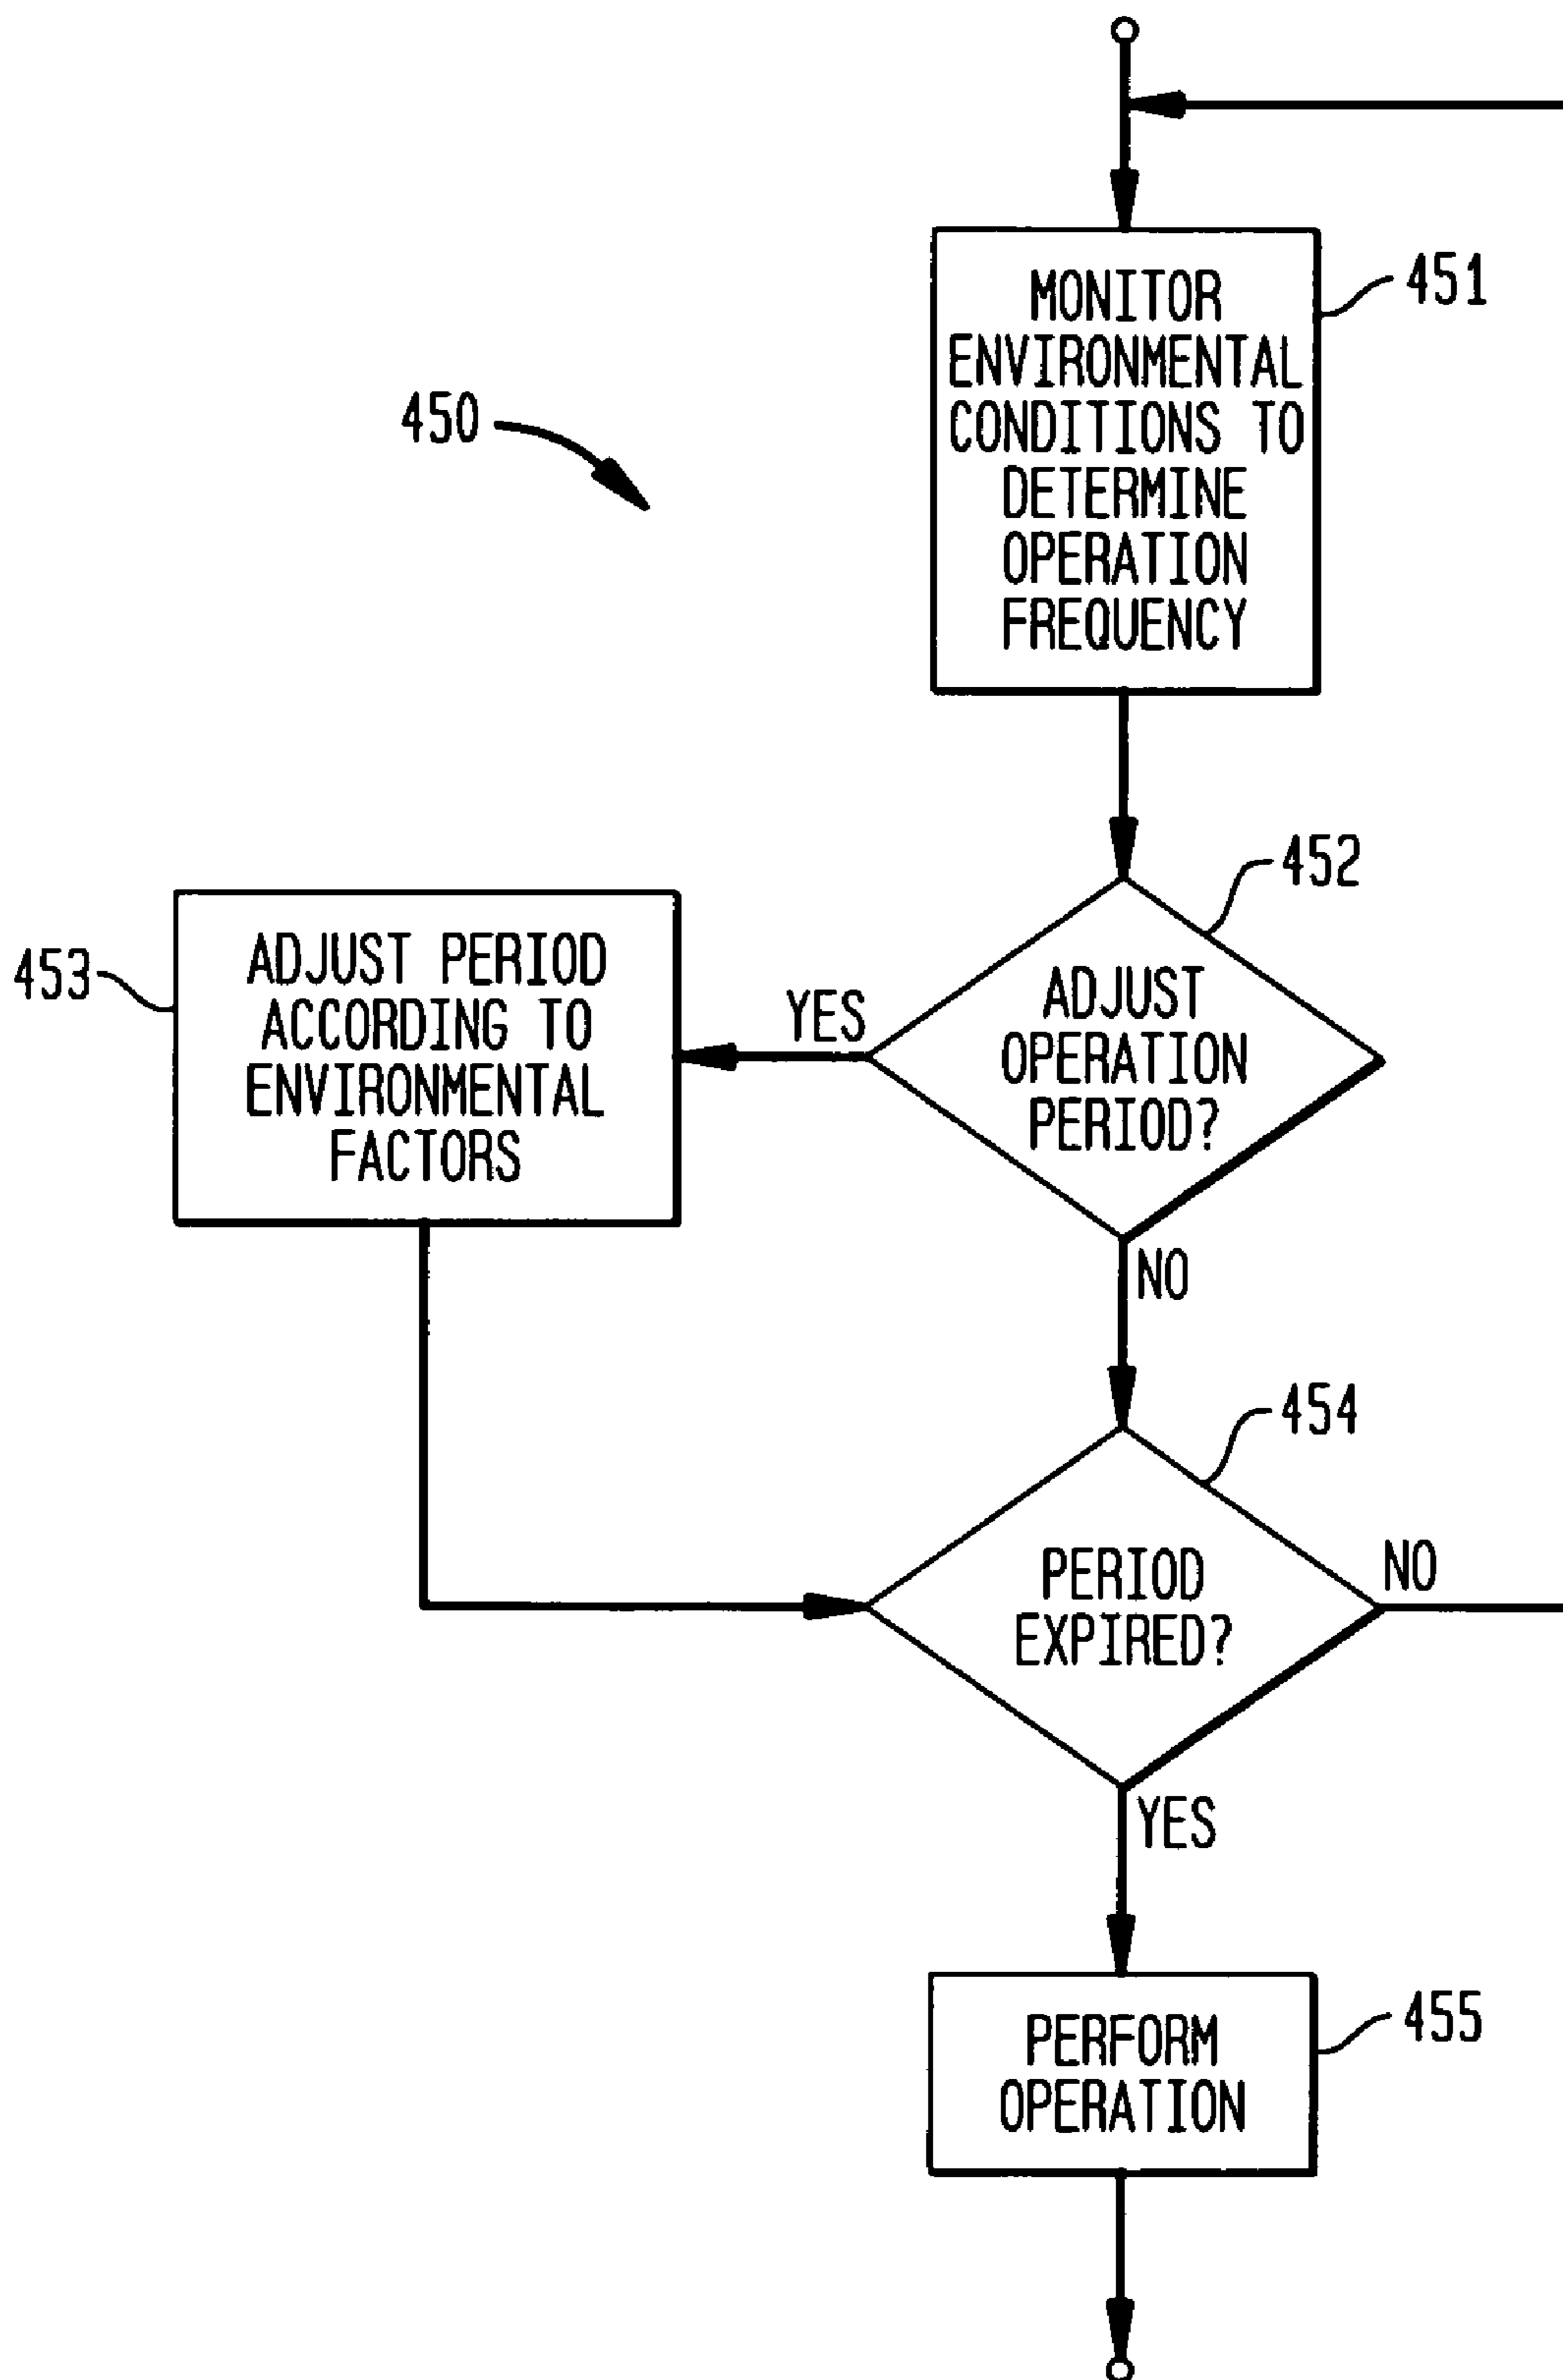 MONITOR
ENVIRONMENTAL
CONDITIONS TO
DETERMINE
OPERATION
FREQUENCY
451
450
452
ADJUST
OPERATION
PERIOD?
YES
453
ADJUST PERIOD
ACCORDING TO
ENVIRONMENTAL
FACTORS
NO
454
PERIOD
EXPIRED?
NO
YES
455
PERFORM
OPERATION